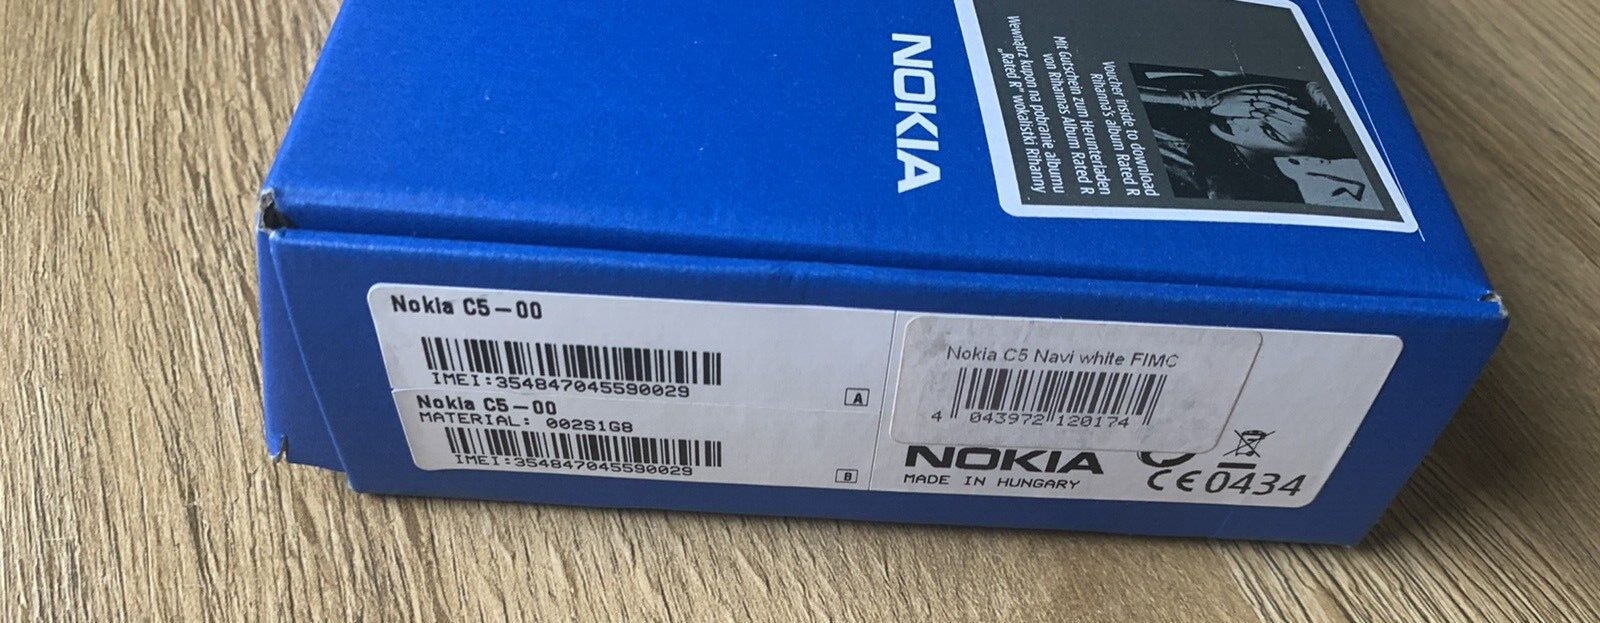 NOKIA
Voucher inside to download
Rihanna's album Rated R
Mit Gutschein zum Herunterladen
von Rihannas Album Rated R
Wewnątrz kupon na pobranie albumu
„Rated R” wokalistki Rihanny
Nokia C5-00
IMEI:354847045590029
A
Nokia C5-00
MATERIAL: 002S1G8
IMEI:354847045590029
B
Nokia C5 Navi white FIMC
4 043972 120174
NOKIA
MADE IN HUNGARY
CE0434